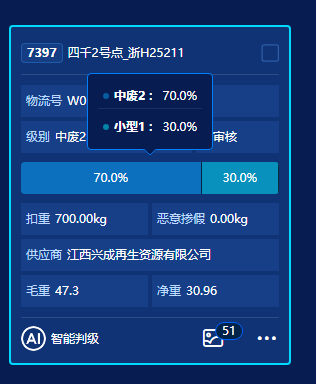 7397 四千2号点_浙H25211
物流号 W0
中废2： 70.0%
小型1： 30.0%
级别 中废2 审核
70.0% 30.0%
扣重 700.00kg 恶意掺假 0.00kg
供应商 江西兴成再生资源有限公司
毛重 47.3 净重 30.96
AI 智能判级 51